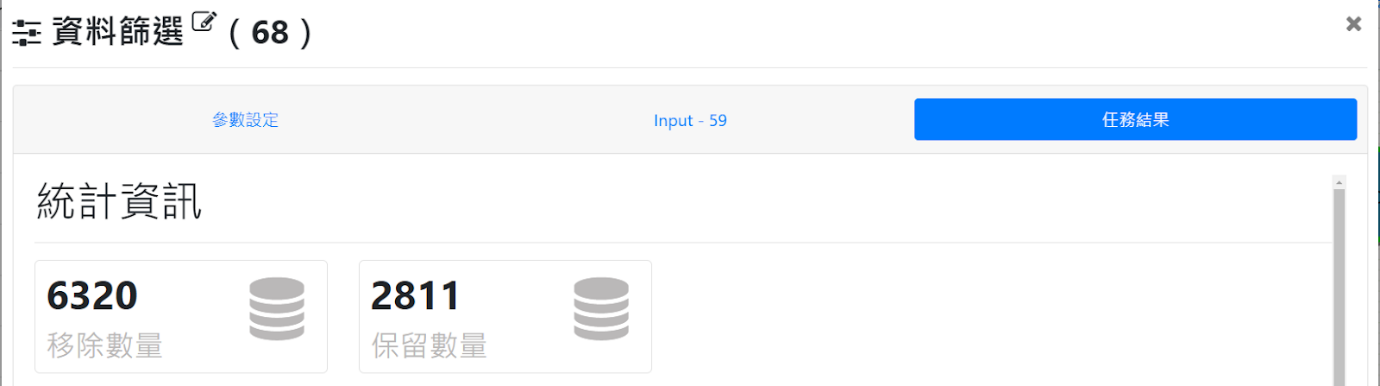 資料篩選 ( 68 )
參數設定 Input - 59 任務結果
統計資訊
6320 2811
移除數量 保留數量